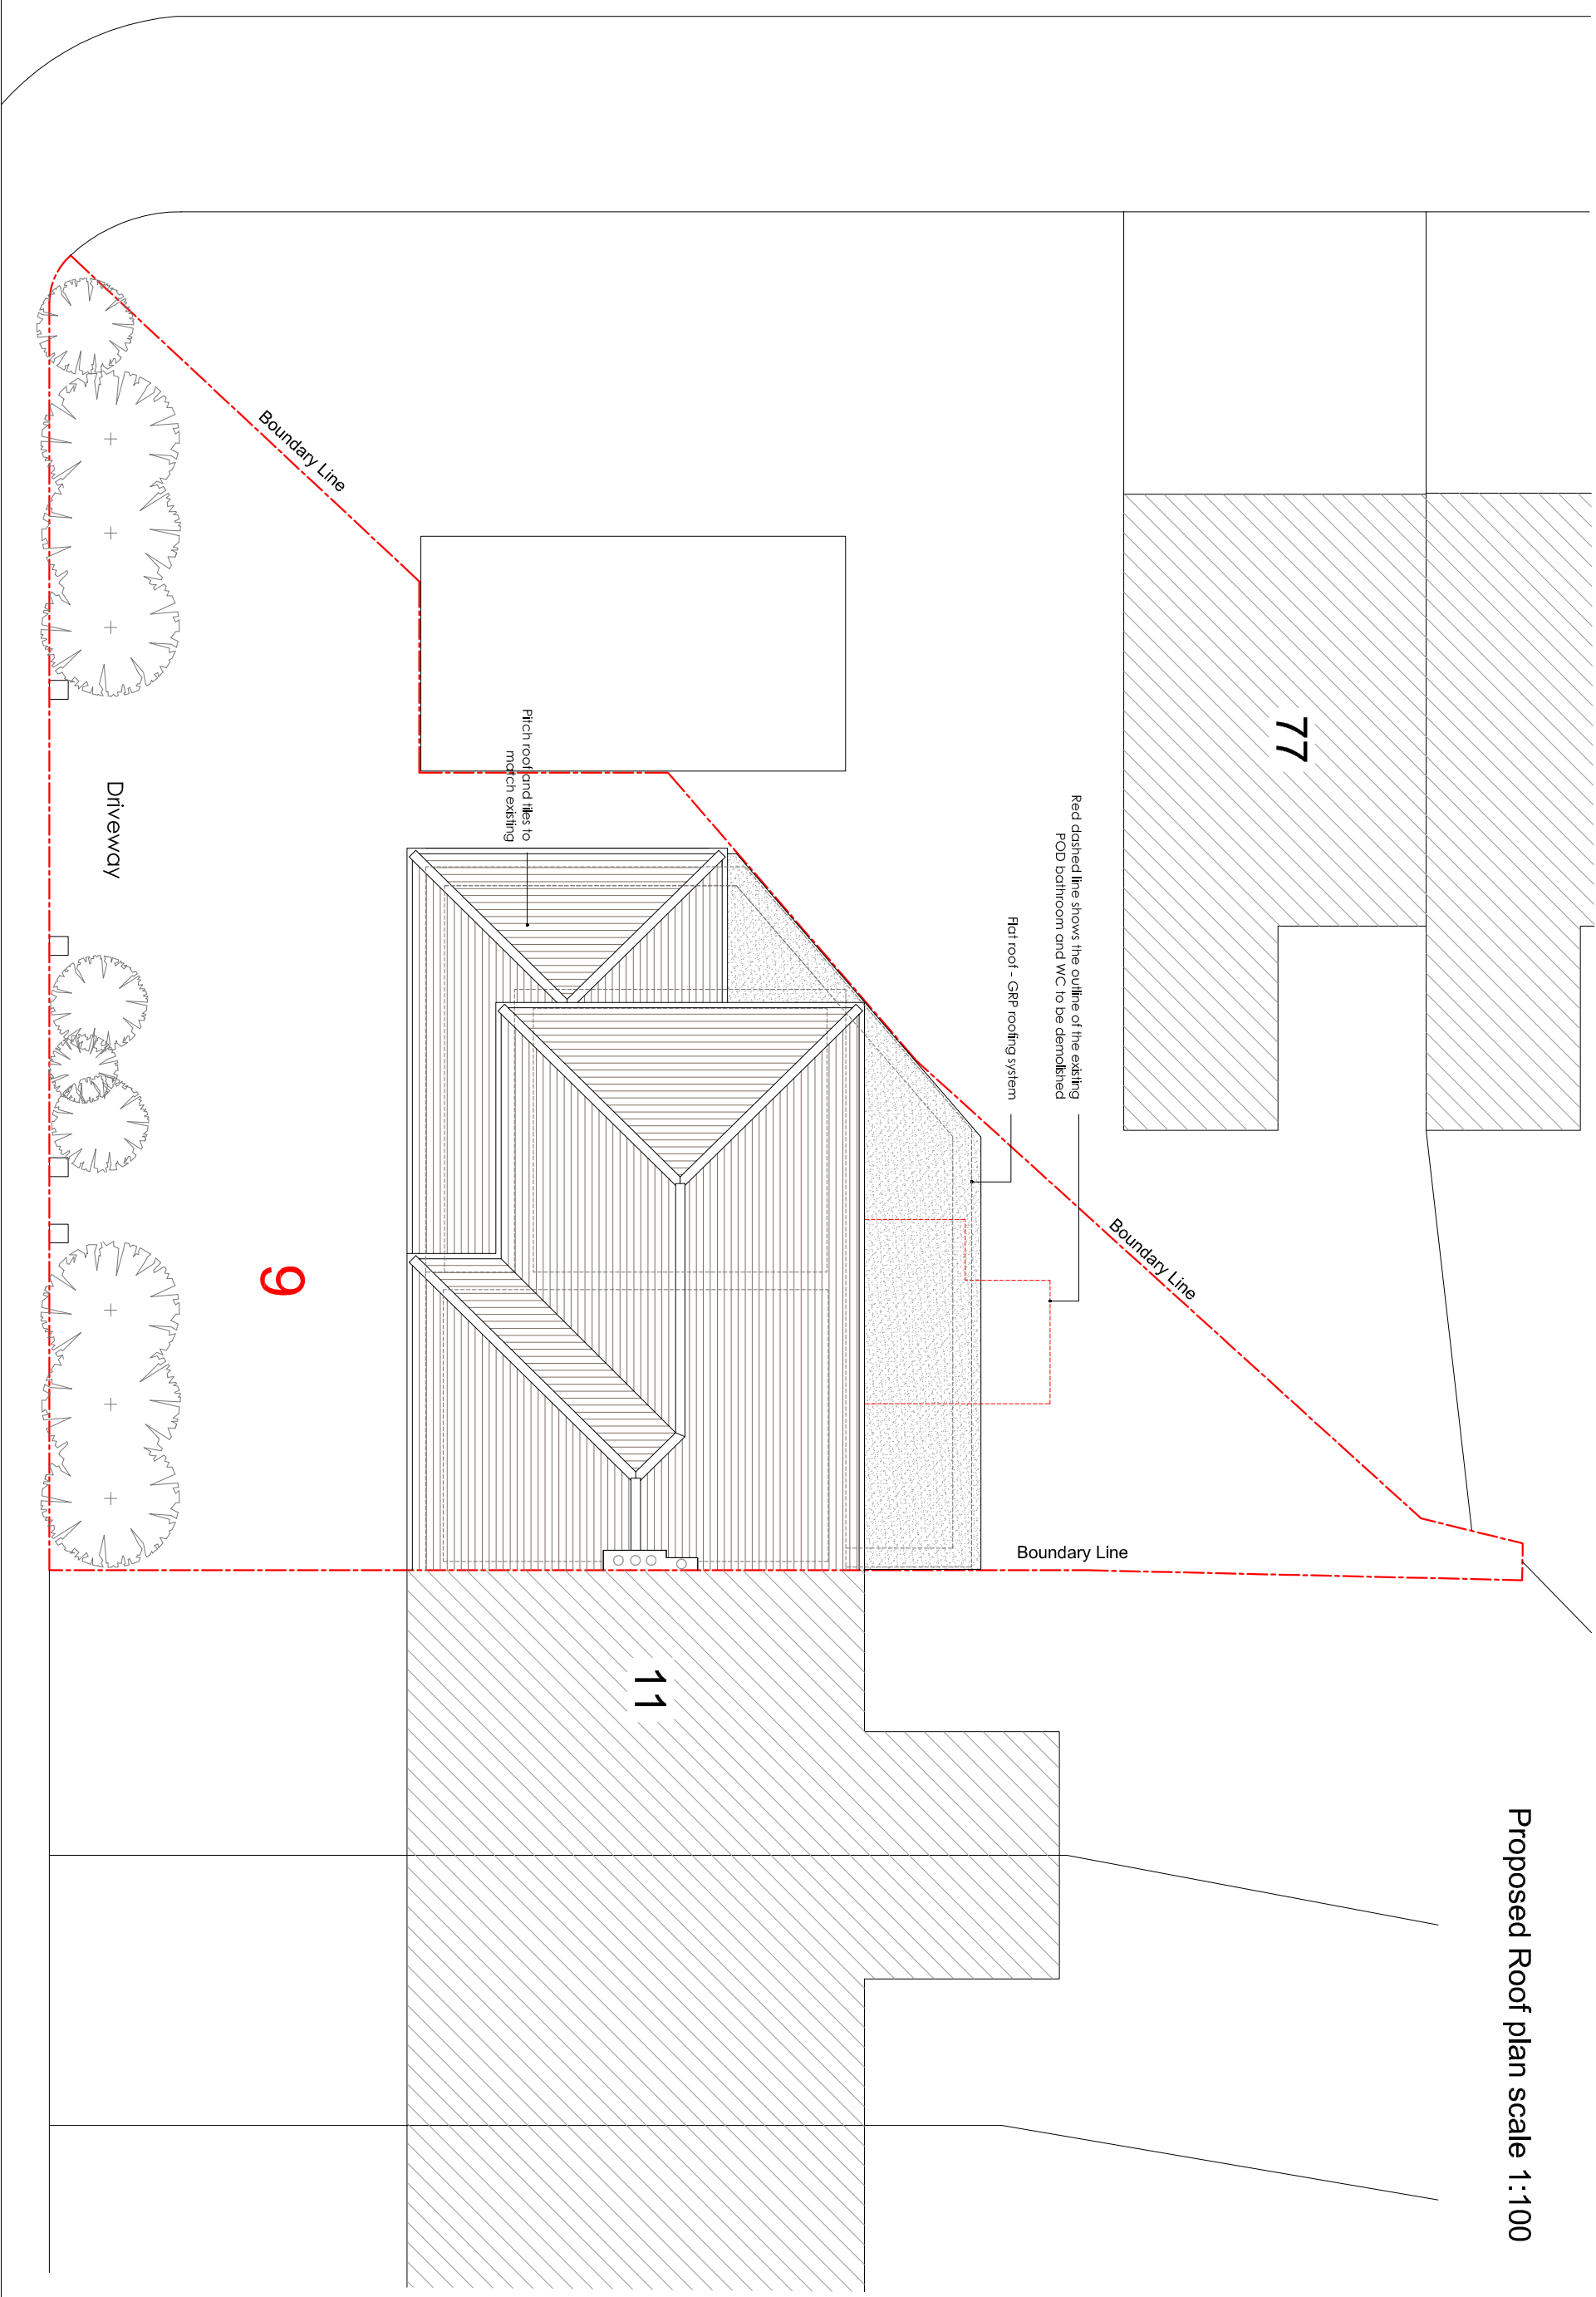 Proposed Roof plan scale 1:100
77
Red dashed line shows the outline of the existing
POD bathroom and WC to be demolished
Flat roof - GRP roofing system
Boundary Line
Boundary Line
Pitch roof and tiles to
match existing
11
Boundary Line
9
Driveway